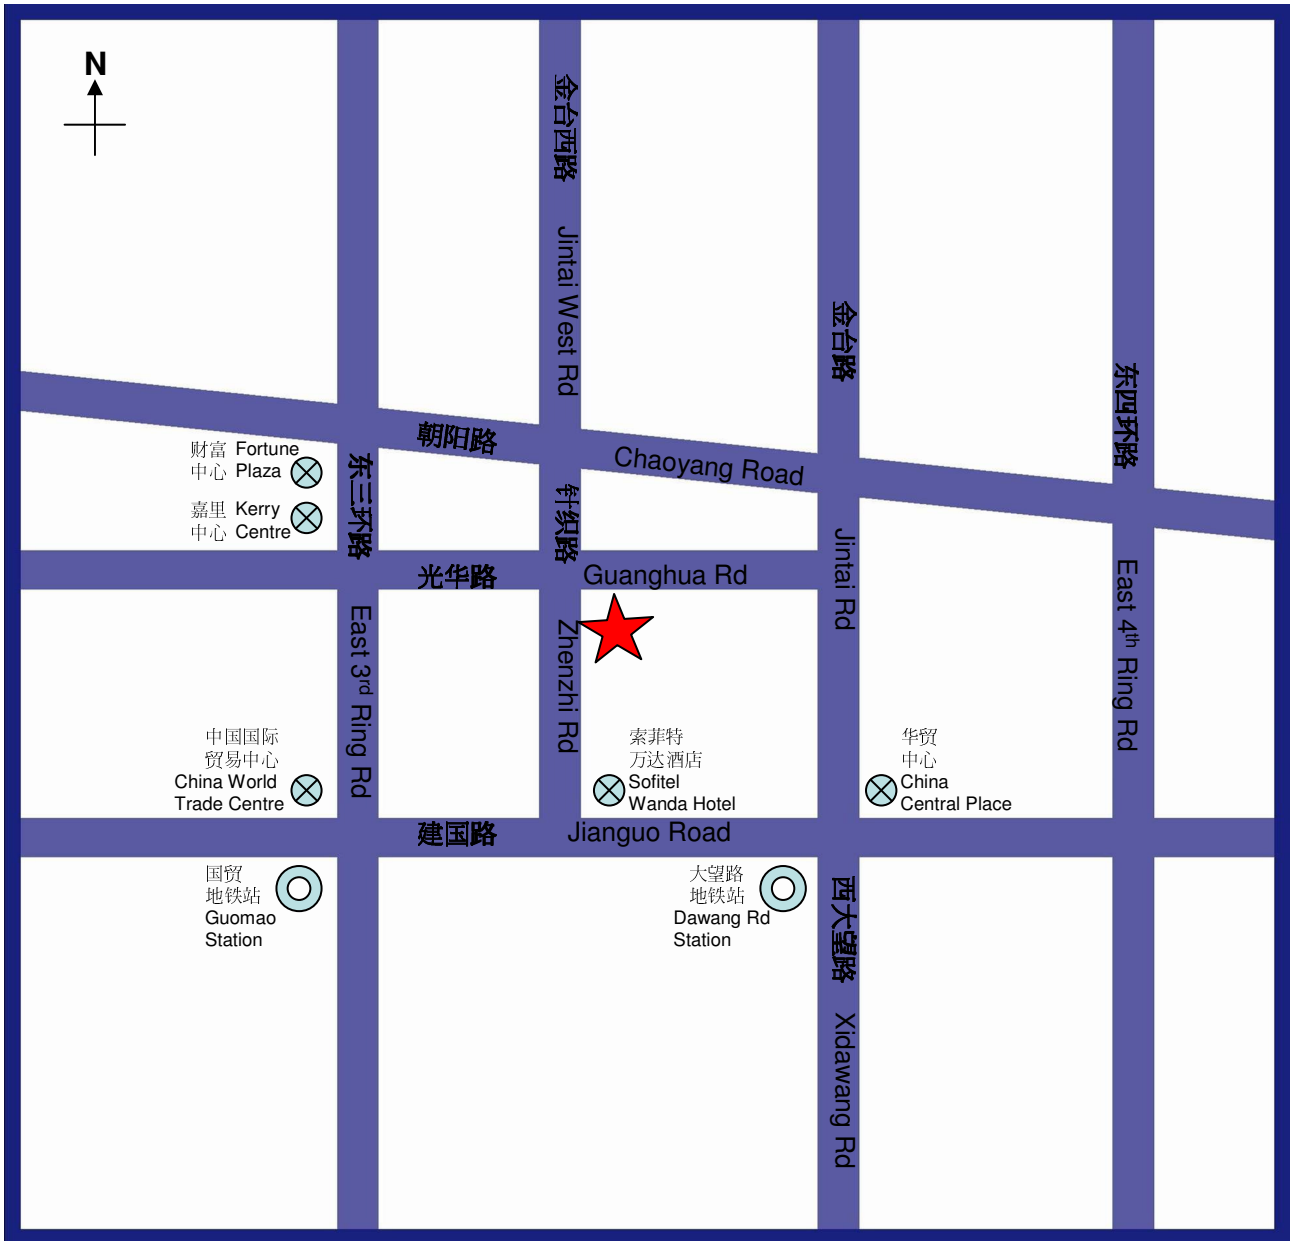 N
金台西路
Jintai West Rd
金台路
东四环路
朝阳路
Chaoyang Road
财富 Fortune
中心 Plaza
嘉里 Kerry
中心 Centre
东三环路
针织路
Jintai Rd
光华路
Guanghua Rd
East 4th Ring Rd
East 3rd Ring Rd
Zhenzhi Rd
中国国际
贸易中心
China World
Trade Centre
索菲特
万达酒店
Sofitel
Wanda Hotel
华贸
中心
China
Central Place
建国路
Jianguo Road
国贸
地铁站
Guomao
Station
大望路
地铁站
Dawang Rd
Station
西大望路
Xidawang Rd